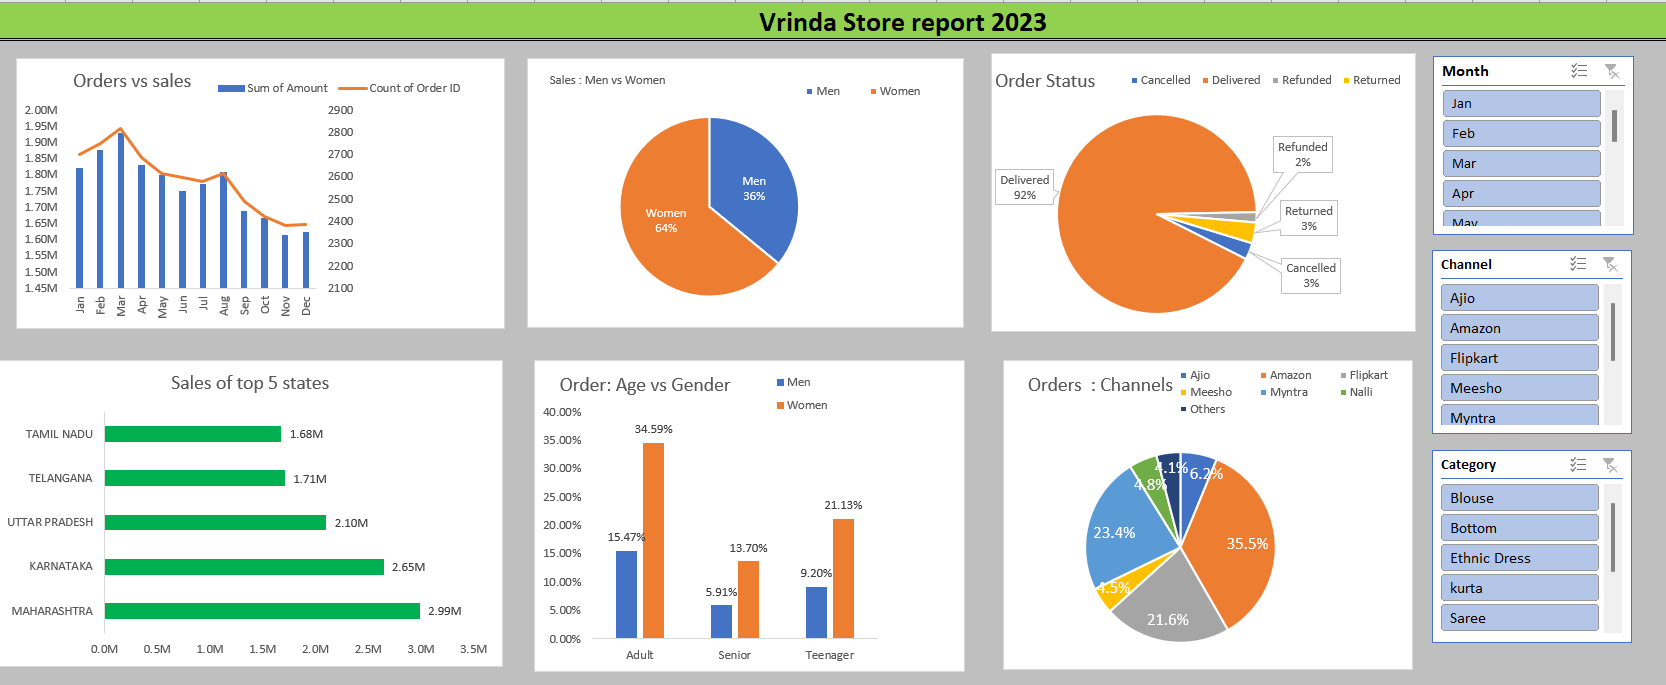 Vrinda Store report 2023
Orders vs sales
Sum of Amount
Count of Order ID
2.00M
1.95M
1.90M
1.85M
1.80M
1.75M
1.70M
1.65M
1.60M
1.55M
1.50M
1.45M
2900
2800
2700
2600
2500
2400
2300
2200
2100
Jan
Feb
Mar
Apr
May
Jun
Jul
Aug
Sep
Oct
Nov
Dec
Sales : Men vs Women
Men
Women
Men
36%
Women
64%
Order Status
Cancelled
Delivered
Refunded
Returned
Delivered
92%
Refunded
2%
Returned
3%
Cancelled
3%
Month
Jan
Feb
Mar
Apr
May
Channel
Ajio
Amazon
Flipkart
Meesho
Myntra
Category
Blouse
Bottom
Ethnic Dress
kurta
Saree
Sales of top 5 states
TAMIL NADU
1.68M
TELANGANA
1.71M
UTTAR PRADESH
2.10M
KARNATAKA
2.65M
MAHARASHTRA
2.99M
0.0M
0.5M
1.0M
1.5M
2.0M
2.5M
3.0M
3.5M
Order: Age vs Gender
Men
Women
40.00%
35.00%
30.00%
25.00%
20.00%
15.00%
10.00%
5.00%
0.00%
15.47%
34.59%
5.91%
13.70%
9.20%
21.13%
Adult
Senior
Teenager
Orders : Channels
Ajio
Amazon
Flipkart
Meesho
Myntra
Nalli
Others
4.1%
6.2%
4.8%
23.4%
35.5%
4.5%
21.6%